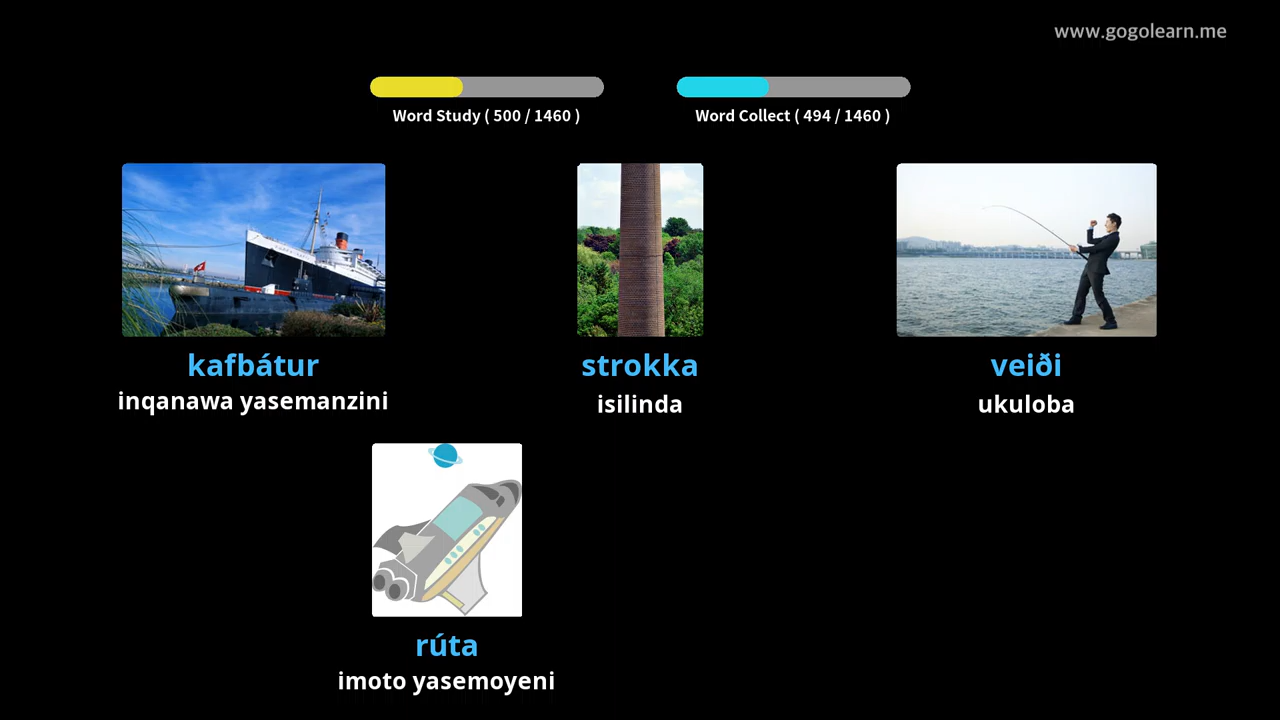 www.gogolearn.me
Word Study ( 500 / 1460 )
Word Collect ( 494 / 1460 )
kafbátur
inqanawa yasemanzini
strokka
isilinda
veiði
ukuloba
rúta
imoto yasemoyeni